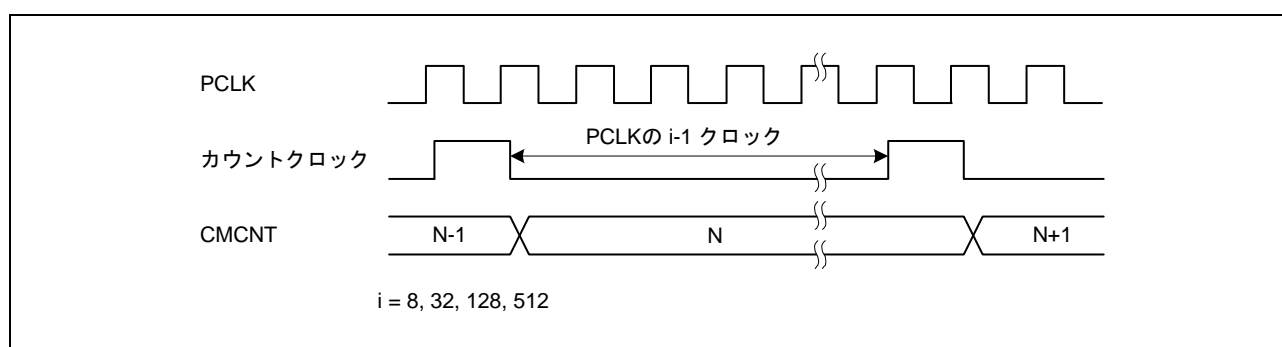 PCLK
PCLKの i-1 クロック
カウントクロック
CMCNT N-1 N N+1
i = 8, 32, 128, 512